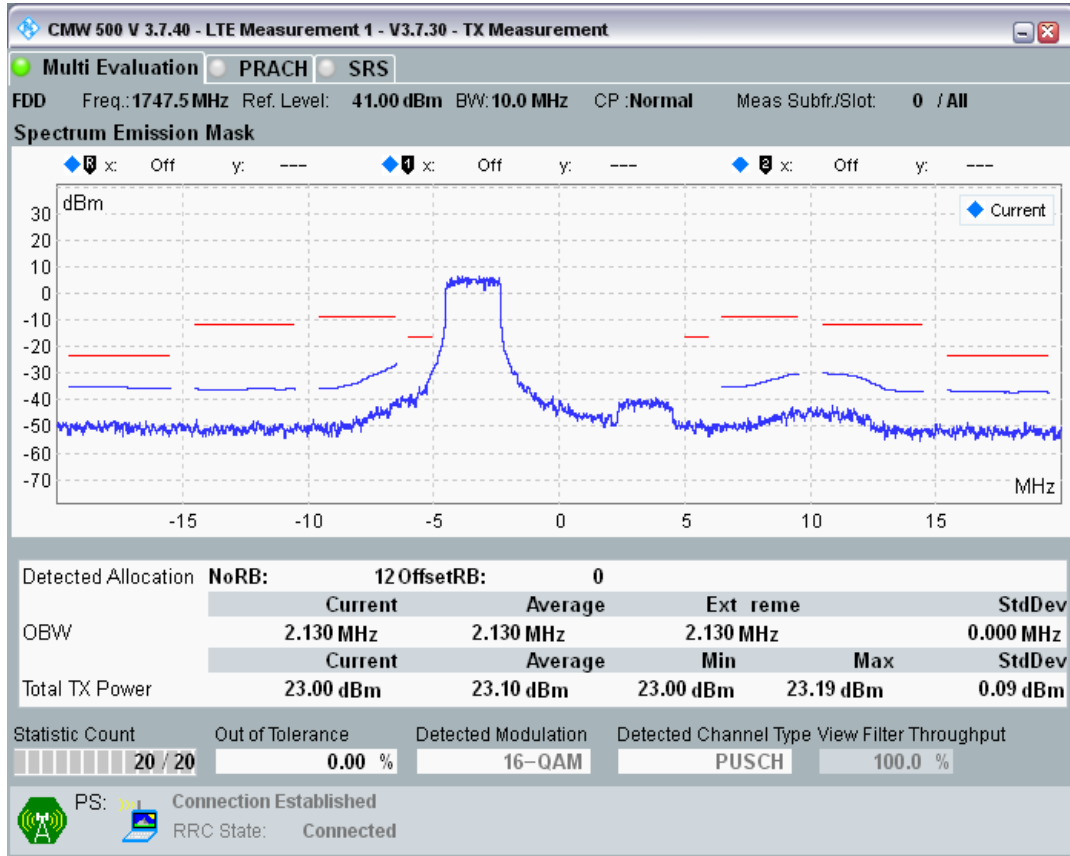 CMW 500 V 3.7.40 - LTE Measurement 1 - V3.7.30 - TX Measurement
Multi Evaluation PRACH SRS
FDD Freq.: 1747.5 MHz Ref. Level: 41.00 dBm BW: 10.0 MHz CP :Normal Meas Subfr./Slot: 0 / All
Spectrum Emission Mask
R x: Off y: --- 1 x: Off y: --- 2 x: Off y: ---
dBm
Current
30
20
10
0
-10
-20
-30
-40
-50
-60
-70
MHz
-15 -10 -5 0 5 10 15
Detected Allocation NoRB: 12 OffsetRB: 0
Current Average Ext reme StdDev
OBW 2.130 MHz 2.130 MHz 2.130 MHz 0.000 MHz
Current Average Min Max StdDev
Total TX Power 23.00 dBm 23.10 dBm 23.00 dBm 23.19 dBm 0.09 dBm
Statistic Count Out of Tolerance Detected Modulation Detected Channel Type View Filter Throughput
20 / 20 0.00 % 16-QAM PUSCH 100.0 %
PS: Connection Established
RRC State: Connected